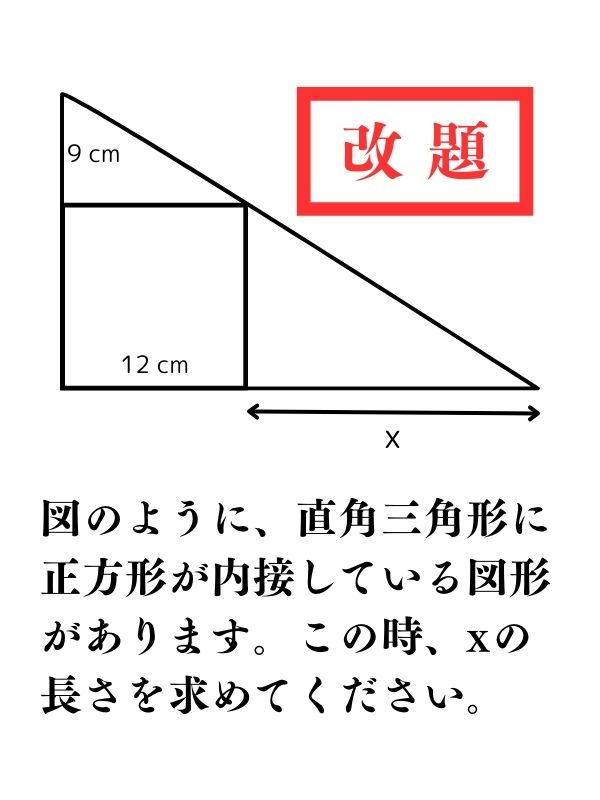 改題
9 cm
12 cm
x
図のように、直角三角形に
正方形が内接している図形
があります。この時、xの
長さを求めてください。